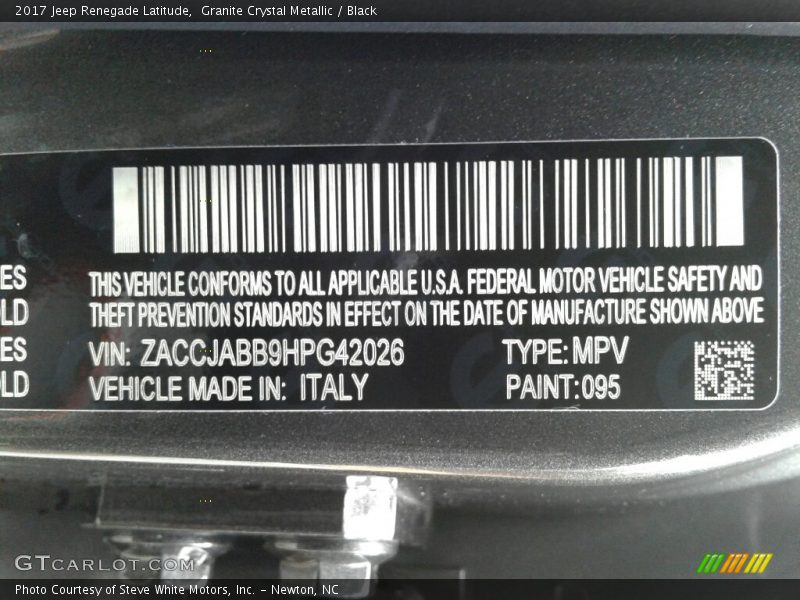 2017 Jeep Renegade Latitude,  Granite Crystal Metallic / Black
ES
LD
ES
LD
THIS VEHICLE CONFORMS TO ALL APPLICABLE U.S.A. FEDERAL MOTOR VEHICLE SAFETY AND
THEFT PREVENTION STANDARDS IN EFFECT ON THE DATE OF MANUFACTURE SHOWN ABOVE
VIN: ZACCJABB9HPG42026 TYPE: MPV
VEHICLE MADE IN: ITALY PAINT: 095
GTCARLOT.COM
Photo Courtesy of Steve White Motors, Inc. – Newton, NC